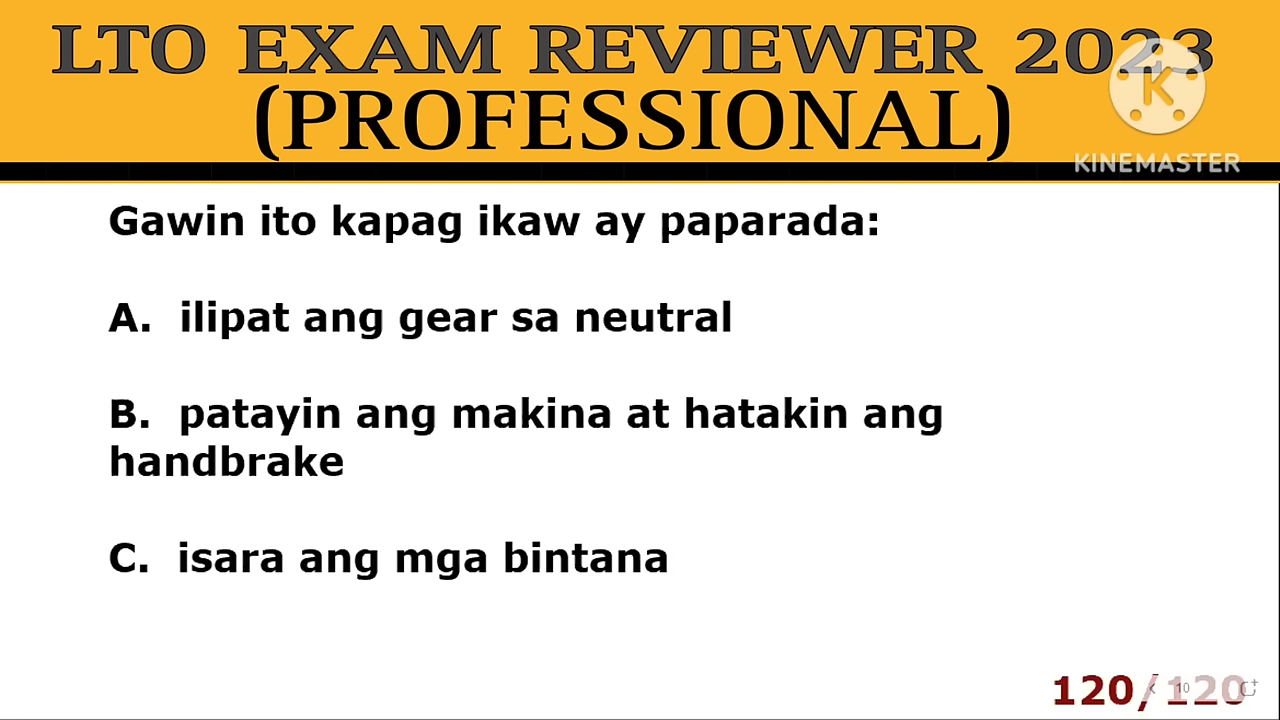 LTO EXAM REVIEWER 2023
(PROFESSIONAL)
K
KINEMASTER
Gawin ito kapag ikaw ay paparada:
A. ilipat ang gear sa neutral
B. patayin ang makina at hatakin ang
handbrake
C. isara ang mga bintana
120/120
10